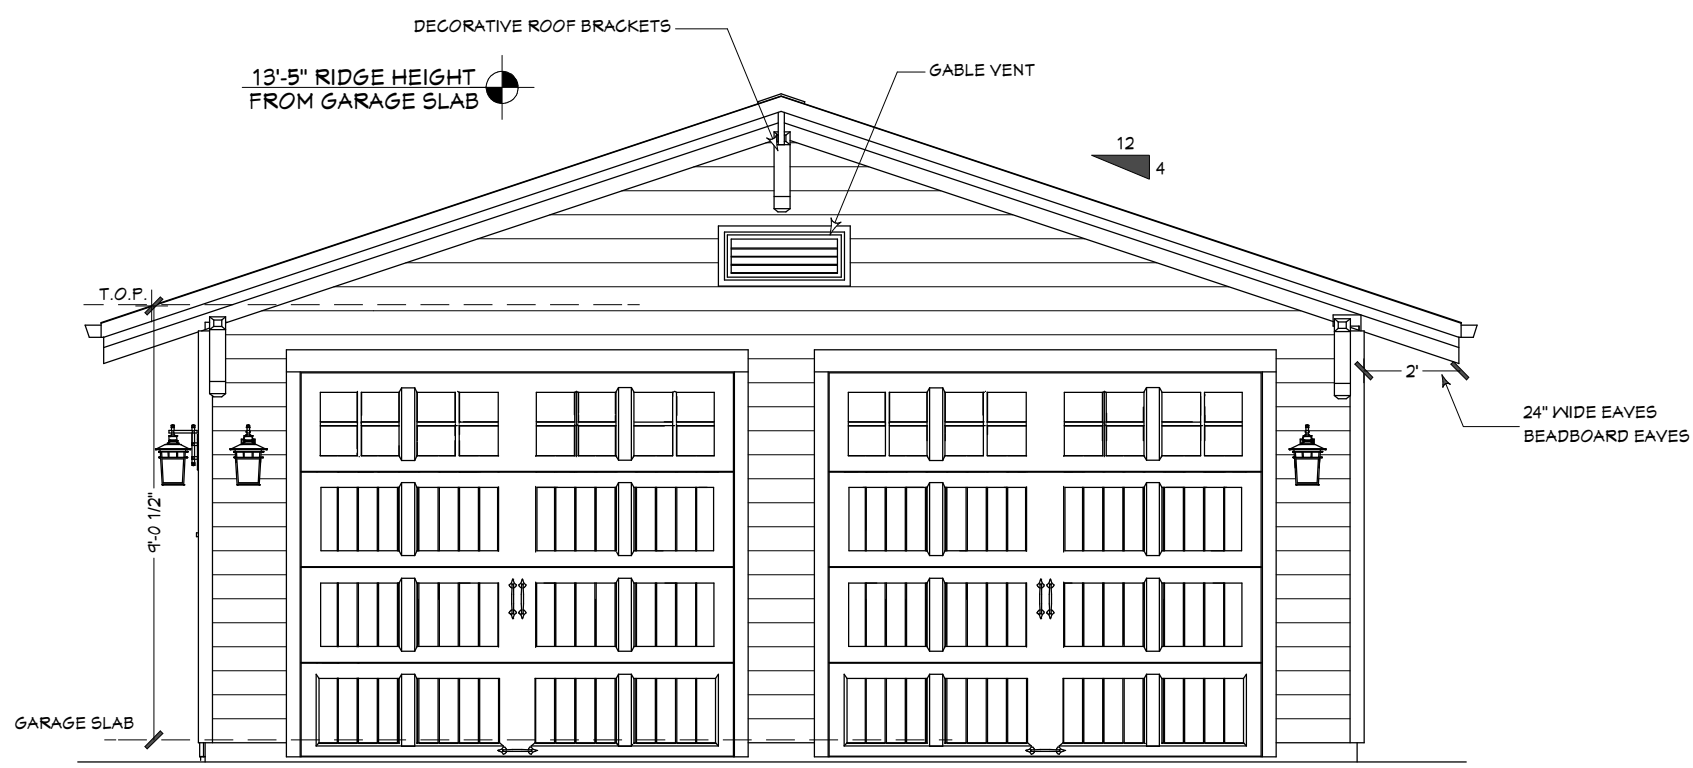 DECORATIVE ROOF BRACKETS
13'-5" RIDGE HEIGHT
FROM GARAGE SLAB
GABLE VENT
12
4
T.O.P.
2'
24" WIDE EAVES
BEADBOARD EAVES
9'-0 1/2"
GARAGE SLAB